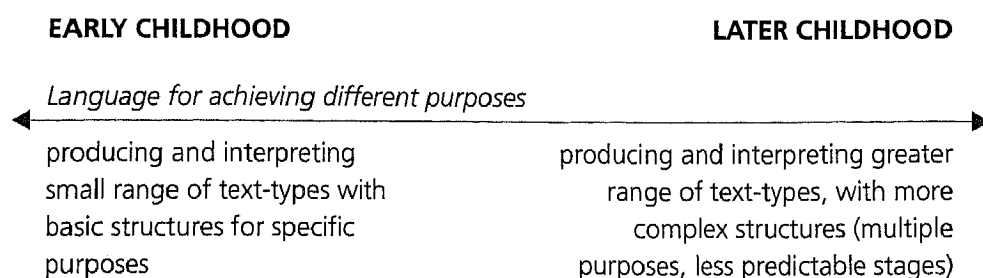 EARLY CHILDHOOD
LATER CHILDHOOD
Language for achieving different purposes
producing and interpreting
small range of text-types with
basic structures for specific
purposes
producing and interpreting greater
range of text-types, with more
complex structures (multiple
purposes, less predictable stages)